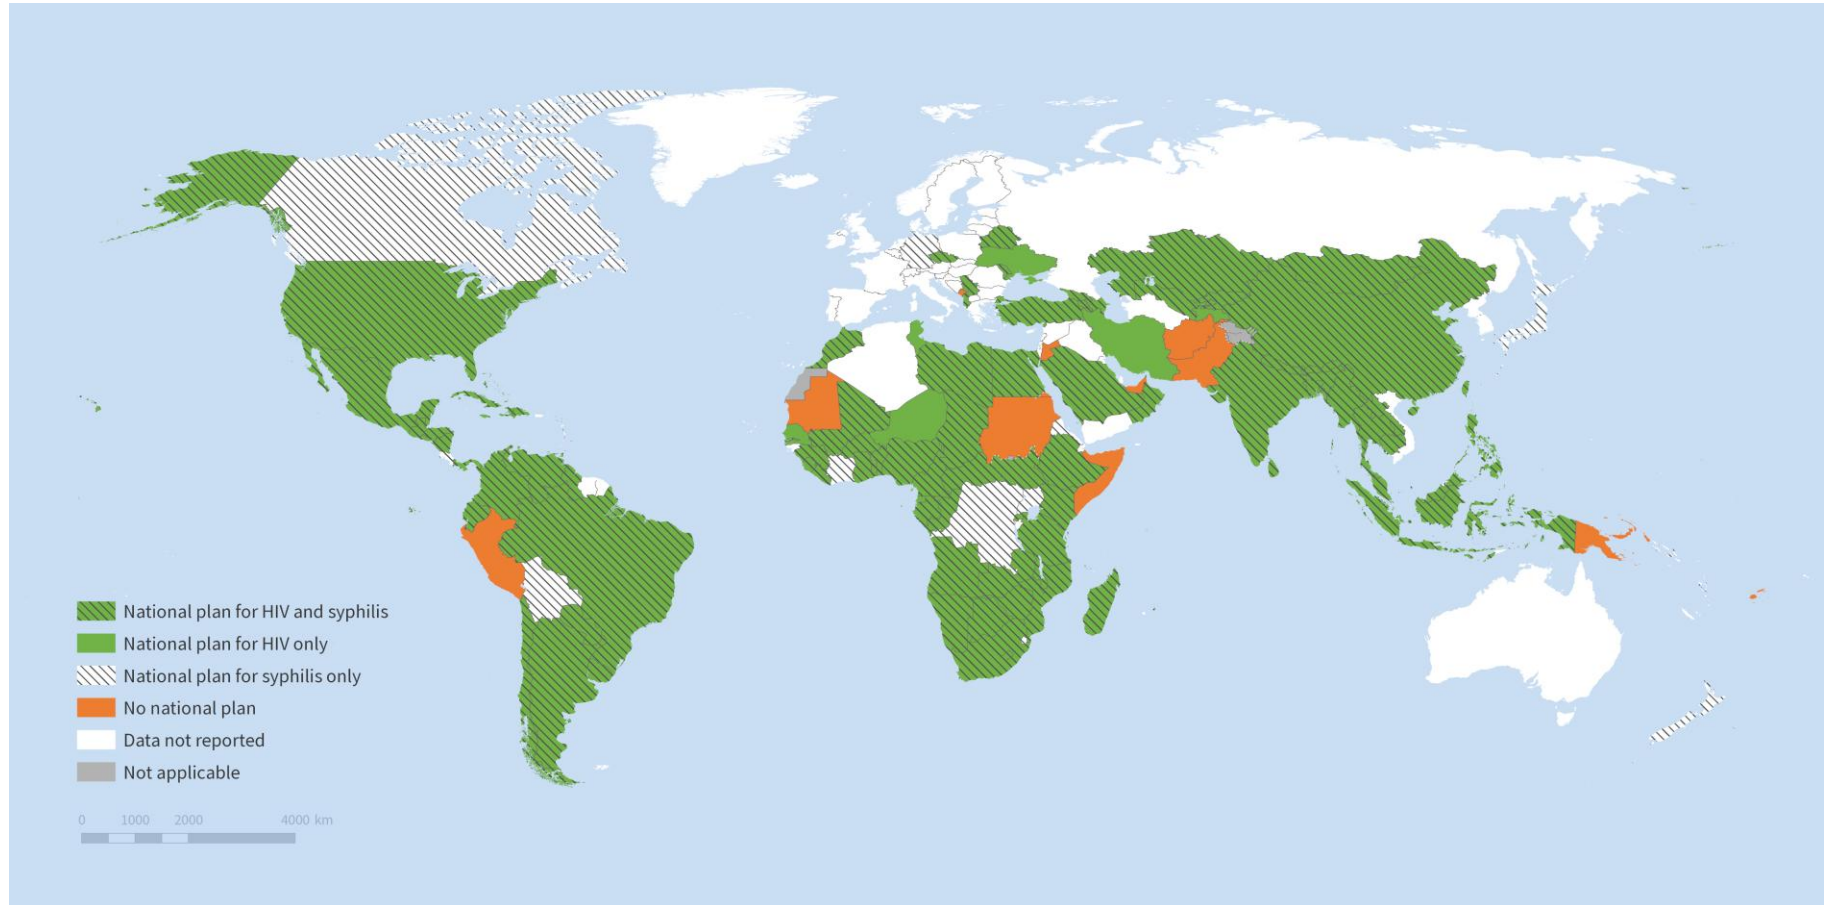 National plan for HIV and syphilis
National plan for HIV only
National plan for syphilis only
No national plan
Data not reported
Not applicable
0 1000 2000 4000 km